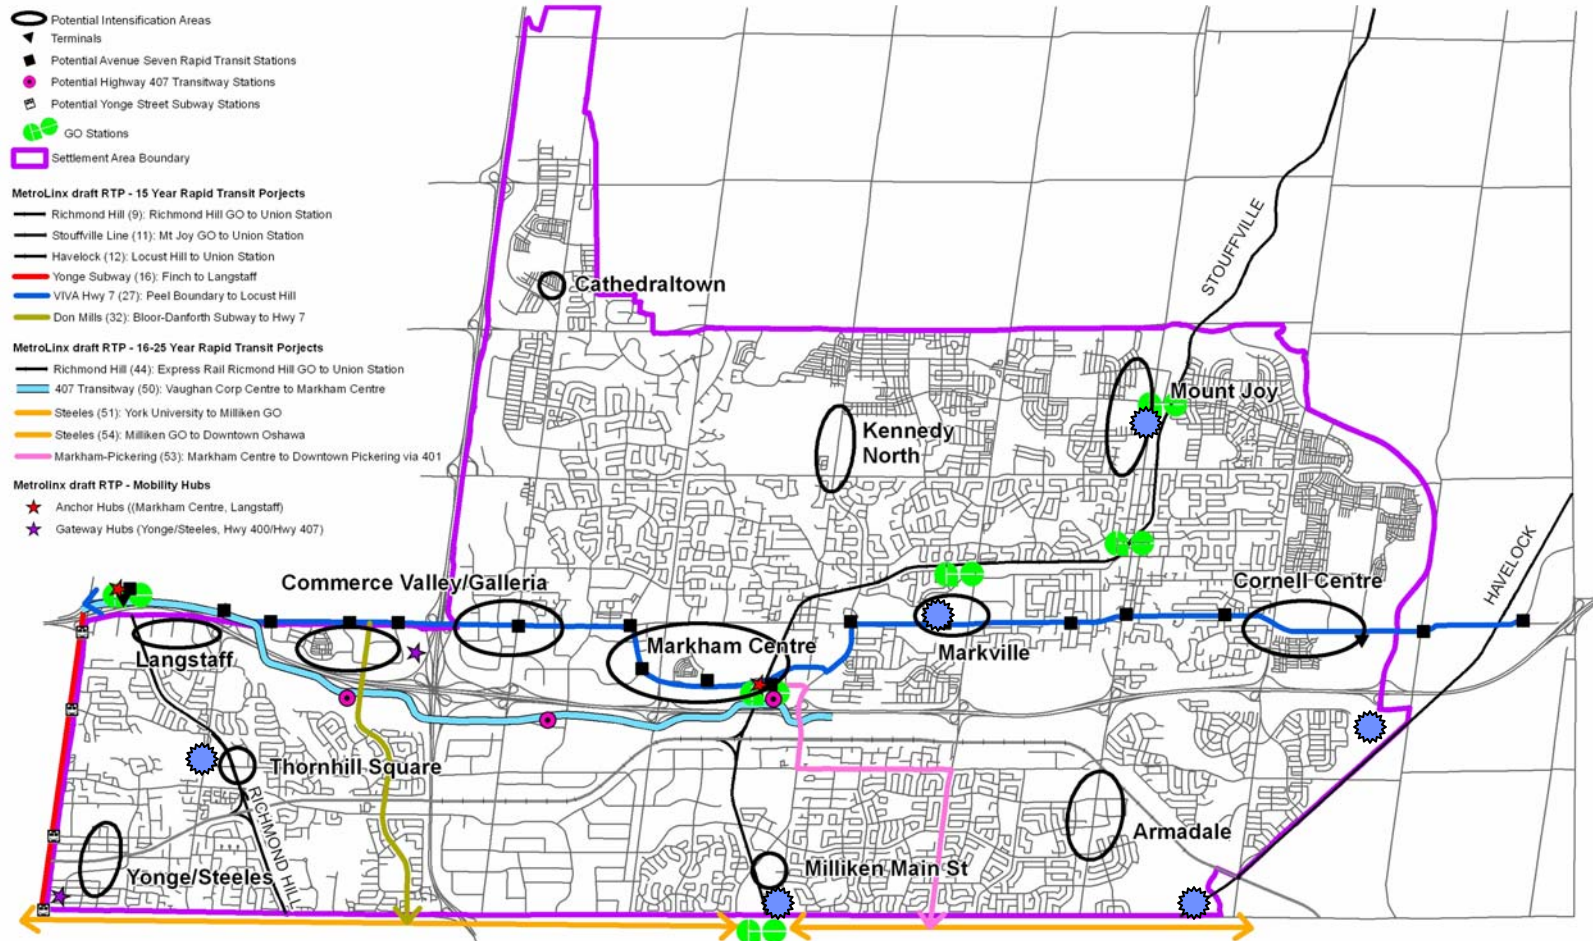 Potential Intensification Areas
Terminals
Potential Avenue Seven Rapid Transit Stations
Potential Highway 407 Transitway Stations
Potential Yonge Street Subway Stations
GO Stations
Settlement Area Boundary
MetroLinx draft RTP - 15 Year Rapid Transit Porjects
Richmond Hill (9): Richmond Hill GO to Union Station
Stouffville Line (11): Mt Joy GO to Union Station
Havelock (12): Locust Hill to Union Station
Yonge Subway (16): Finch to Langstaff
VIVA Hwy 7 (27): Peel Boundary to Locust Hill
Don Mills (32): Bloor-Danforth Subway to Hwy 7
MetroLinx draft RTP - 16-25 Year Rapid Transit Porjects
Richmond Hill (44): Express Rail Ricmond Hill GO to Union Station
407 Transitway (50): Vaughan Corp Centre to Markham Centre
Steeles (51): York University to Milliken GO
Steeles (54): Milliken GO to Downtown Oshawa
Markham-Pickering (53): Markham Centre to Downtown Pickering via 401
Metrolinx draft RTP - Mobility Hubs
Anchor Hubs ((Markham Centre, Langstaff)
Gateway Hubs (Yonge/Steeles, Hwy 400/Hwy 407)
STOUFFVILLE
Cathedraltown
Mount Joy
Kennedy
North
HAVELOCK
Commerce Valley/Galleria
Cornell Centre
Langstaff
Markham Centre
Markville
Thornhill Square
RICHMOND HILL
Armadale
Yonge/Steeles
Milliken Main St